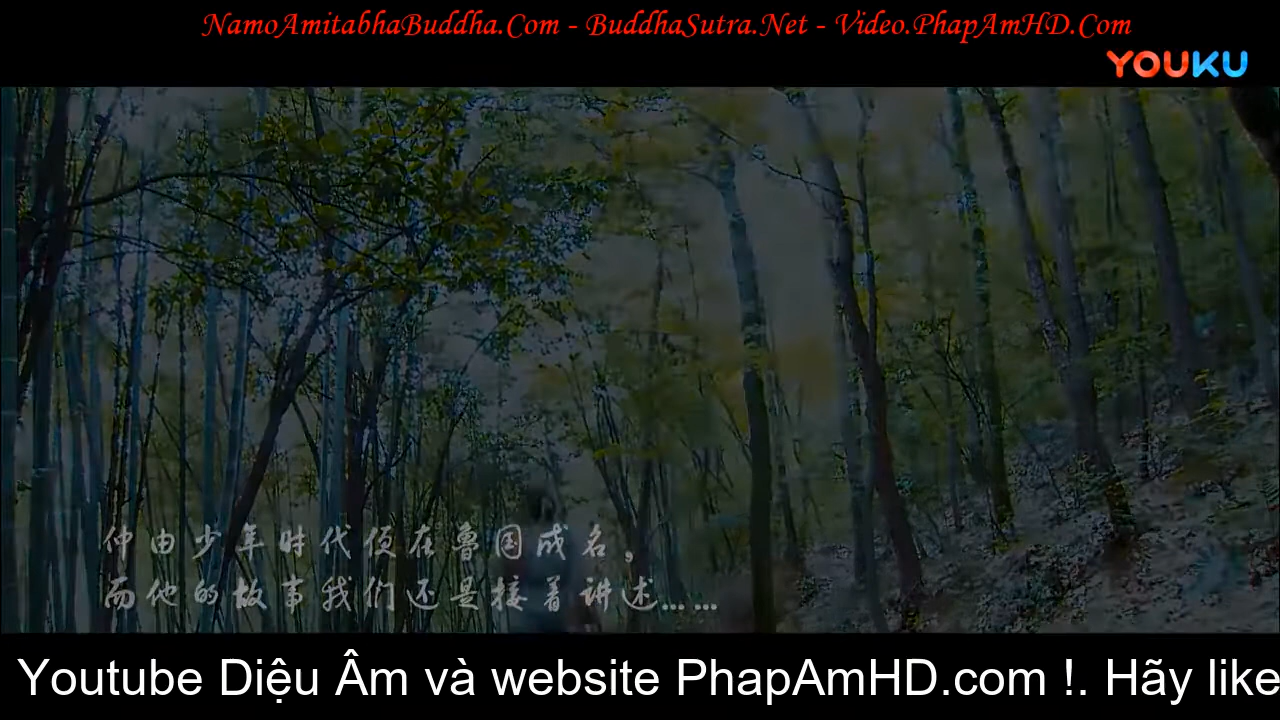 NamoAmitabhaBuddha.Com - BuddhaSutra.Net - Video.PhapAmHD.Com
YOUKU
仲由少年时代便在鲁国成名，
而他的故事我们还是接着讲述……
Youtube Diệu Âm và website PhapAmHD.com !. Hãy like